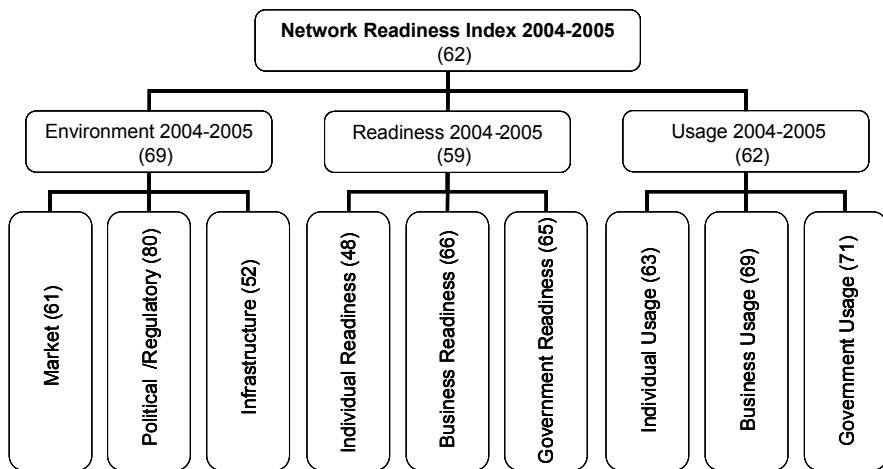 Network Readiness Index 2004-2005
(62)
Environment 2004-2005
(69)
Readiness 2004-2005
(59)
Usage 2004-2005
(62)
Market (61)
Political /Regulatory (80)
Infrastructure (52)
Individual Readiness (48)
Business Readiness (66)
Government Readiness (65)
Individual Usage (63)
Business Usage (69)
Government Usage (71)